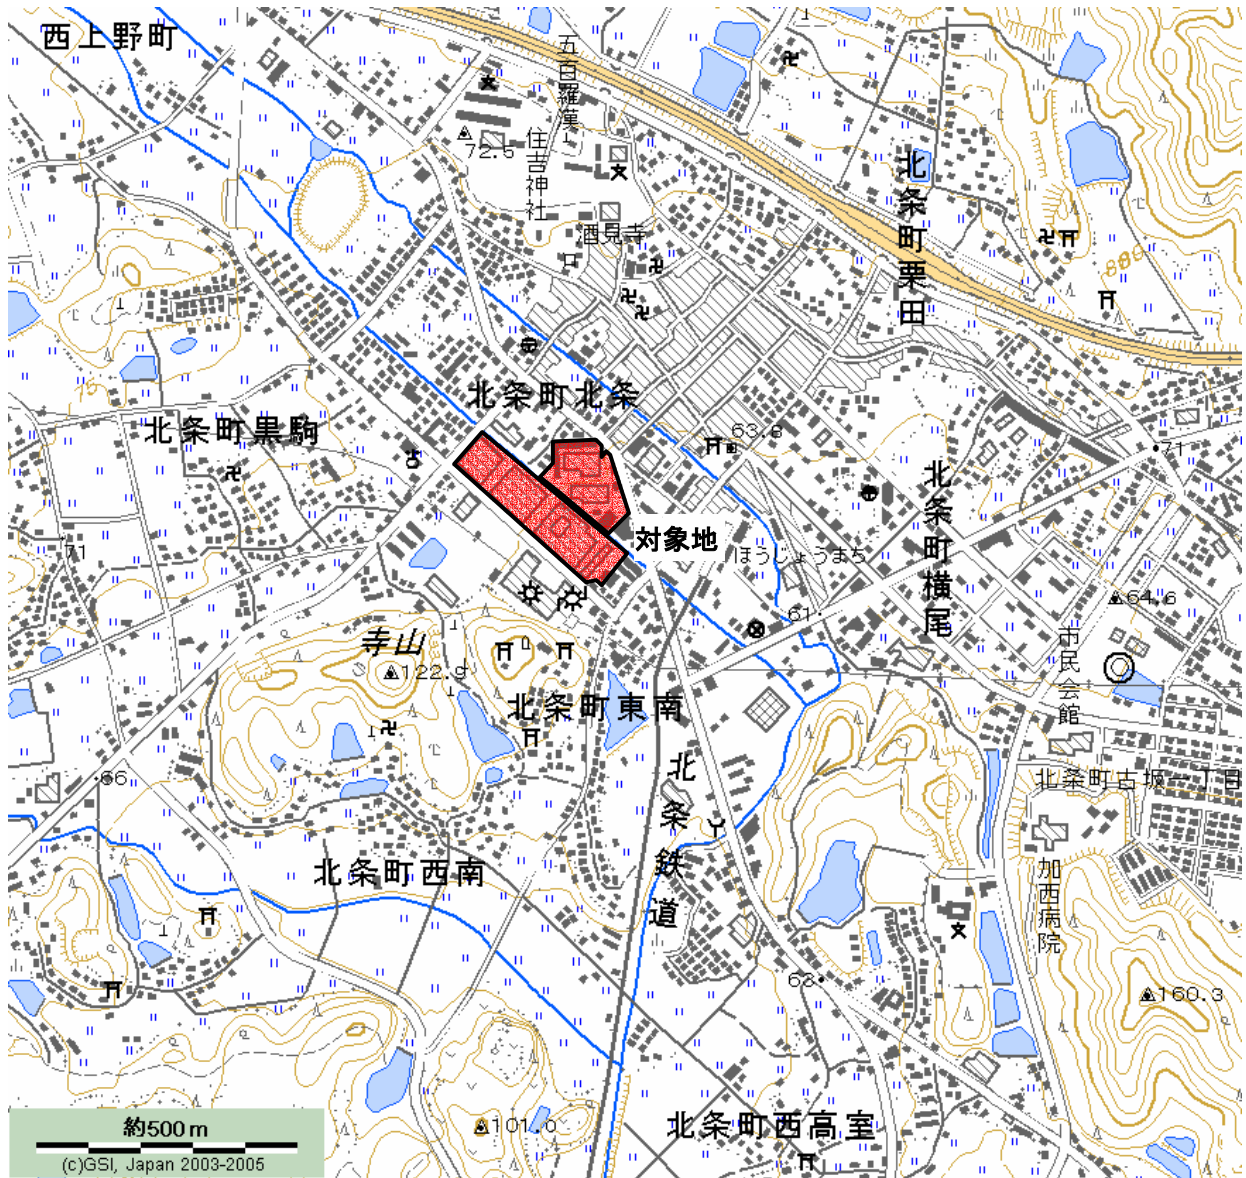 西上野町
五百羅漢
72.5
住吉神社
酒見寺
北条町栗田
北条町北条
75
北条町黒駒
63.8
71
北条町横尾
対象地
ほうじょうまち
71
61
64.6
市民会館
寺山
122.9
北条町東南
北条鉄道
北条町古坂一丁目
66
北条町西南
加西病院
63
160.3
101.6
北条町西高室
約500m
(c)GSI, Japan 2003-2005